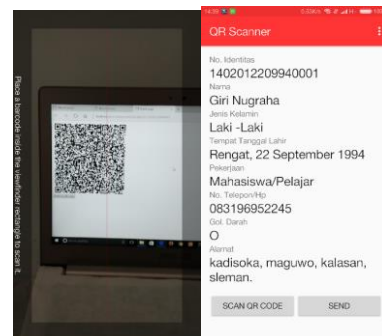 Place a barcode inside the viewfinder rectangle to scan it.
QR Scanner
No. Identitas
1402012209940001
Nama
Giri Nugraha
Jenis Kelamin
Laki -Laki
Tempat Tanggal Lahir
Rengat, 22 September 1994
Pekerjaan
Mahasiswa/Pelajar
No. Telepon/Hp
083196952245
Gol. Darah
O
Alamat
kadisoka, maguwo, kalasan,
sleman.
SCAN QR CODE
SEND